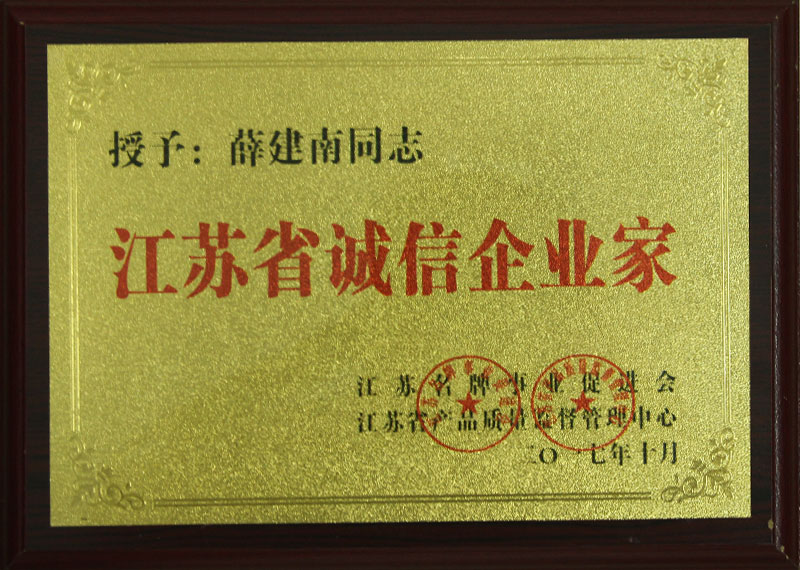 授予：薛建南同志
江苏省诚信企业家
江苏名牌事业促进会
江苏省产品质量监督管理中心
二〇一七年十月